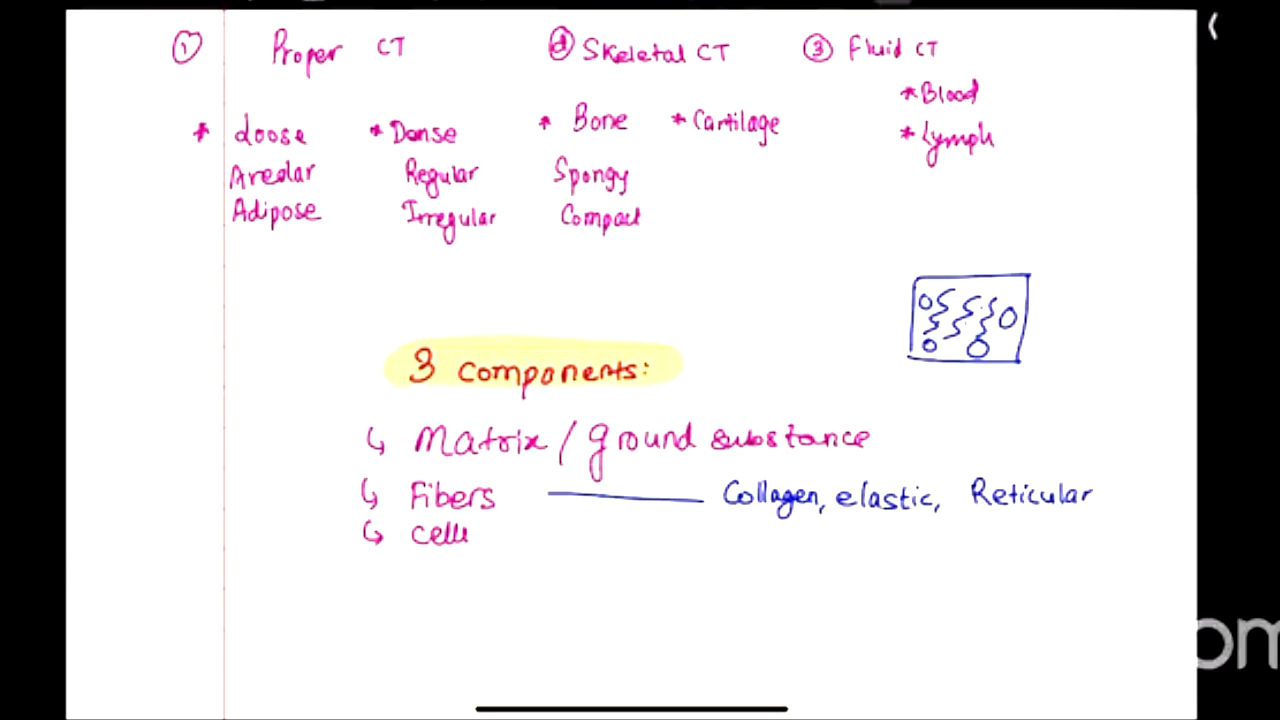 ① Proper CT ② Skeletal CT ③ Fluid CT
* Blood
* Loose * Dense * Bone * Cartilage * Lymph
Areolar Regular Spongy
Adipose Irregular Compact
3 components:
↳ Matrix / ground substance
↳ Fibers — Collagen, elastic, Reticular
↳ Cells
om